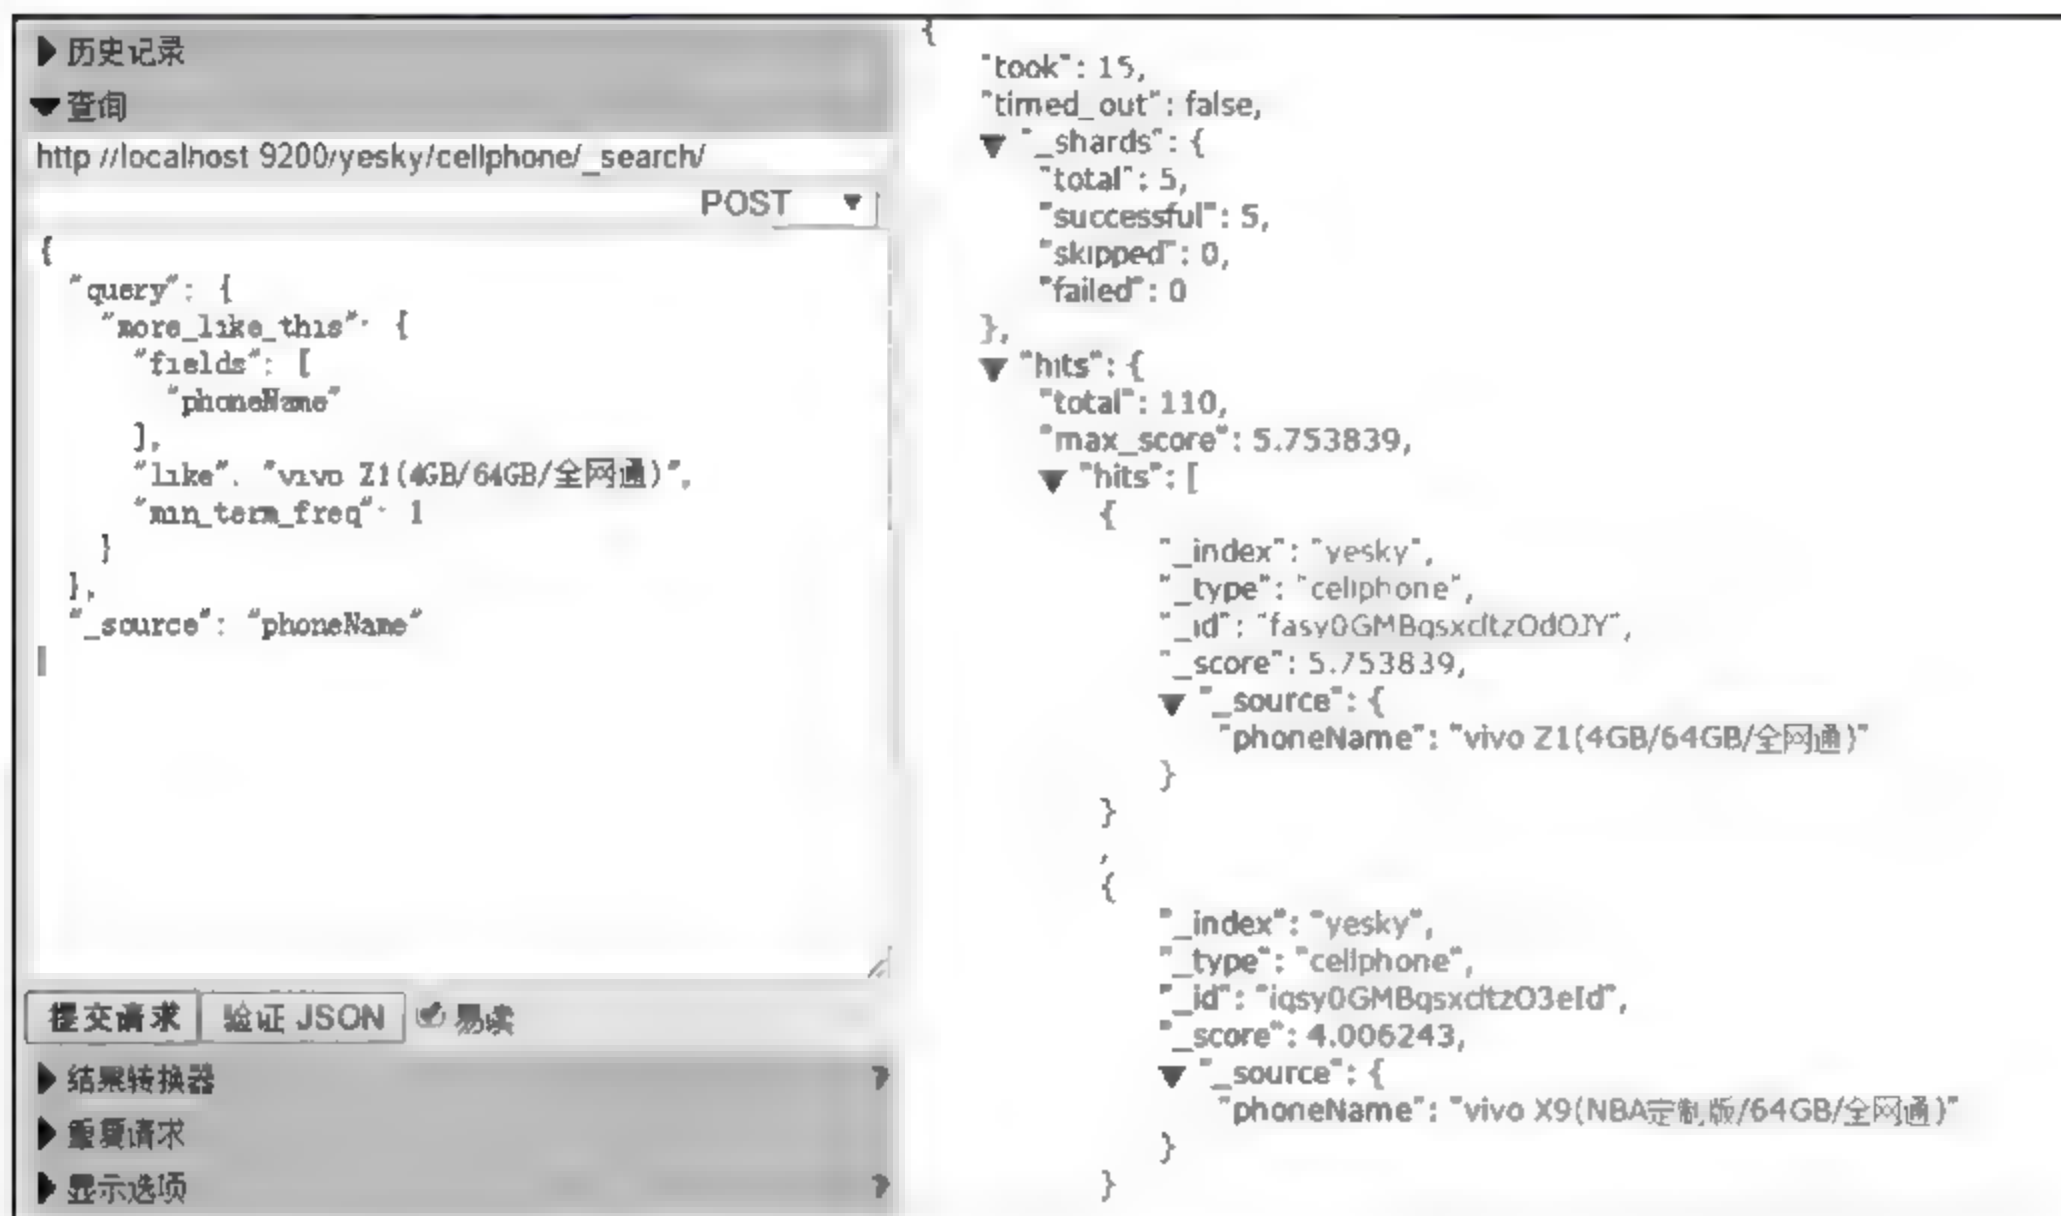 历史记录
查询
http //localhost 9200/yesky/cellphone/_search/
POST
{
"query": {
"more_like_this": {
"fields": [
"phoneName"
],
"like". "vivo Z1(4GB/64GB/全网通)",
"min_term_freq": 1
}
},
"_source": "phoneName"
提交请求 验证 JSON 易读
结果转换器 ?
重复请求
显示选项 ?
{
"took": 15,
"timed_out": false,
"_shards": {
"total": 5,
"successful": 5,
"skipped": 0,
"failed": 0
},
"hits": {
"total": 110,
"max_score": 5.753839,
"hits": [
{
"_index": "yesky",
"_type": "cellphone",
"_id":
"_score": 5.753839,
"_source": {
"phoneName": "vivo Z1(4GB/64GB/全网通)"
}
}
,
{
"_index": "yesky",
"_type": "cellphone",
"_id":
"_score": 4.006243,
"_source": {
"phoneName": "vivo X9(NBA定制版/64GB/全网通)"
}
}